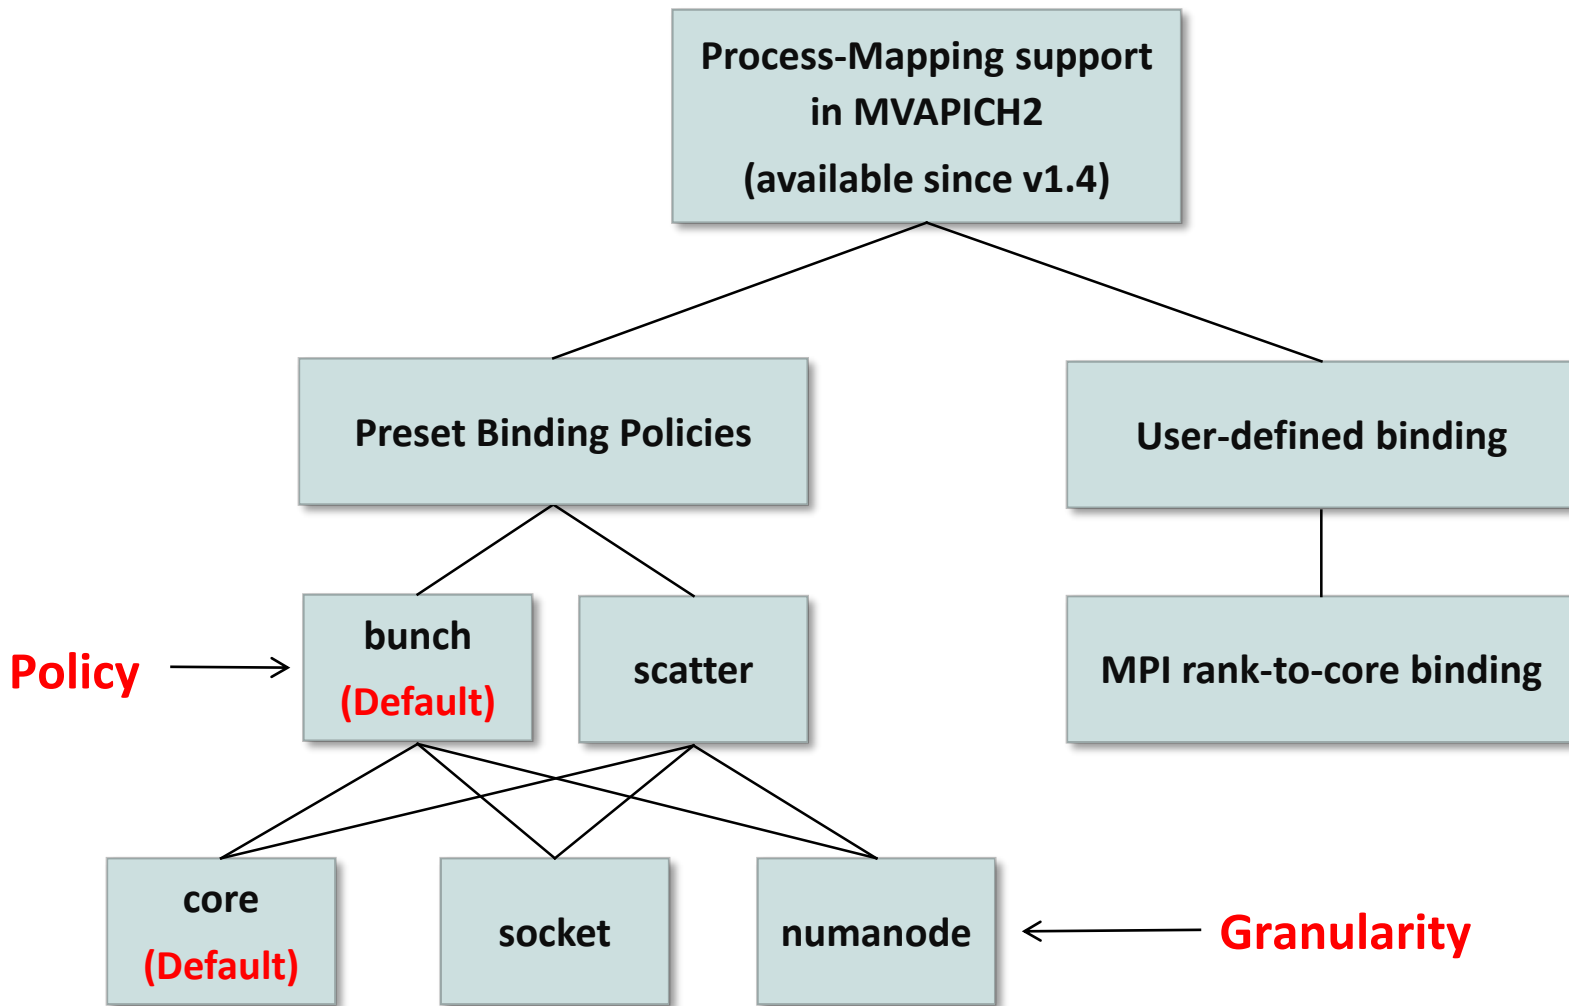 Process-Mapping support
in MVAPICH2
(available since v1.4)
Preset Binding Policies
User-defined binding
Policy
bunch
(Default)
scatter
MPI rank-to-core binding
core
(Default)
socket
numanode
Granularity